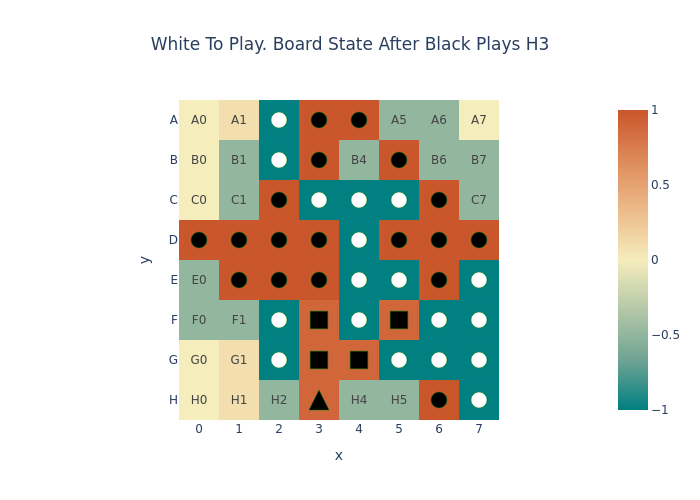 White To Play. Board State After Black Plays H3
A A0 A1 A5 A6 A7
B B0 B1 B4 B6 B7
C C0 C1 C7
D
E E0
F F0 F1
G G0 G1
H H0 H1 H2 H4 H5
0 1 2 3 4 5 6 7
x
y
1
0.5
0
−0.5
−1